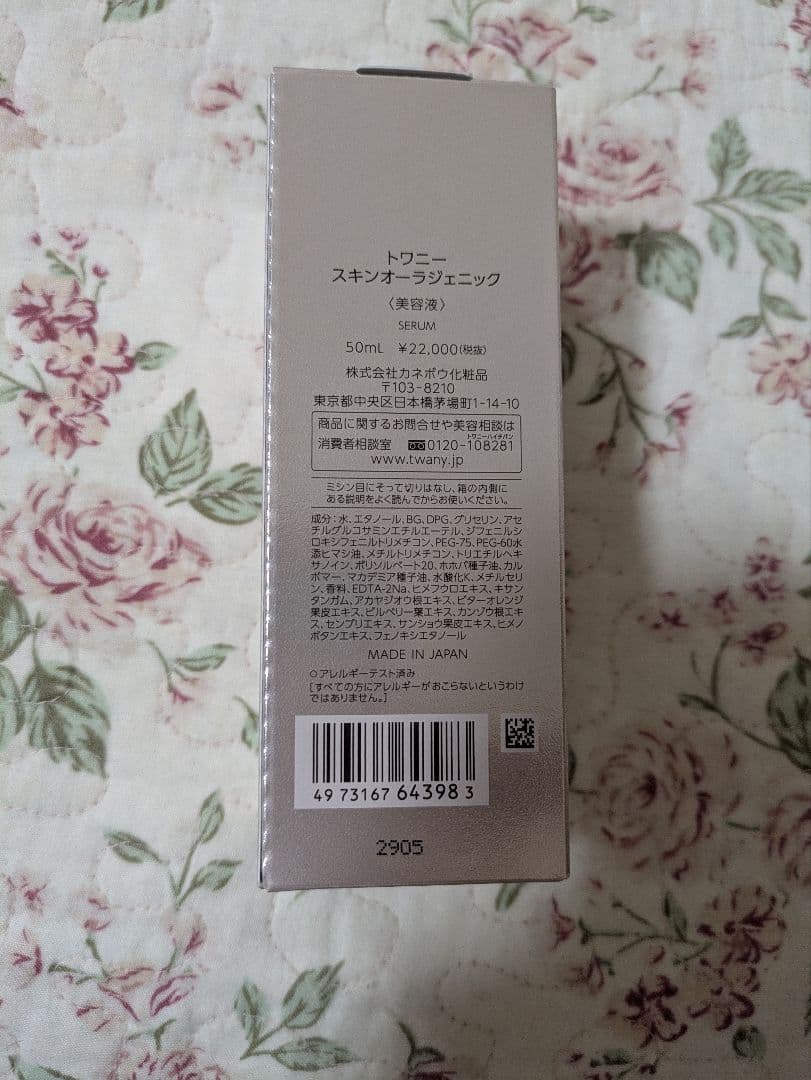 トワニー
スキンオーラジェニック
〈美容液〉
SERUM
50mL ¥22,000(税抜)
株式会社カネボウ化粧品
〒103-8210
東京都中央区日本橋茅場町1-14-10
商品に関するお問合せや美容相談は
トワニーハイチバン
消費者相談室 0120-108281
www.twany.jp
ミシン目にそって切りはなし、箱の内側に
ある説明をよく読んでからお使いください。
成分:水、エタノール、BG、DPG、グリセリン、アセ
チルグルコサミンエチルエーテル、ジフェニルシ
ロキシフェニルトリメチコン、PEG-75、PEG-60水
添ヒマシ油、メチルトリメチコン、トリエチルヘキ
サノイン、ポリソルベート20、ホホバ種子油、カル
ボマー、マカデミア種子油、水酸化K、メチルセリ
ン、香料、EDTA-2Na、ヒメフウロエキス、キサン
タンガム、アカヤジオウ根エキス、ビターオレンジ
果皮エキス、ビルベリー葉エキス、カンゾウ根エキ
ス、センブリエキス、サンショウ果皮エキス、ヒメノ
ボタンエキス、フェノキシエタノール
MADE IN JAPAN
○アレルギーテスト済み
[すべての方にアレルギーがおこらないというわけ
ではありません。]
4973167643983
2905